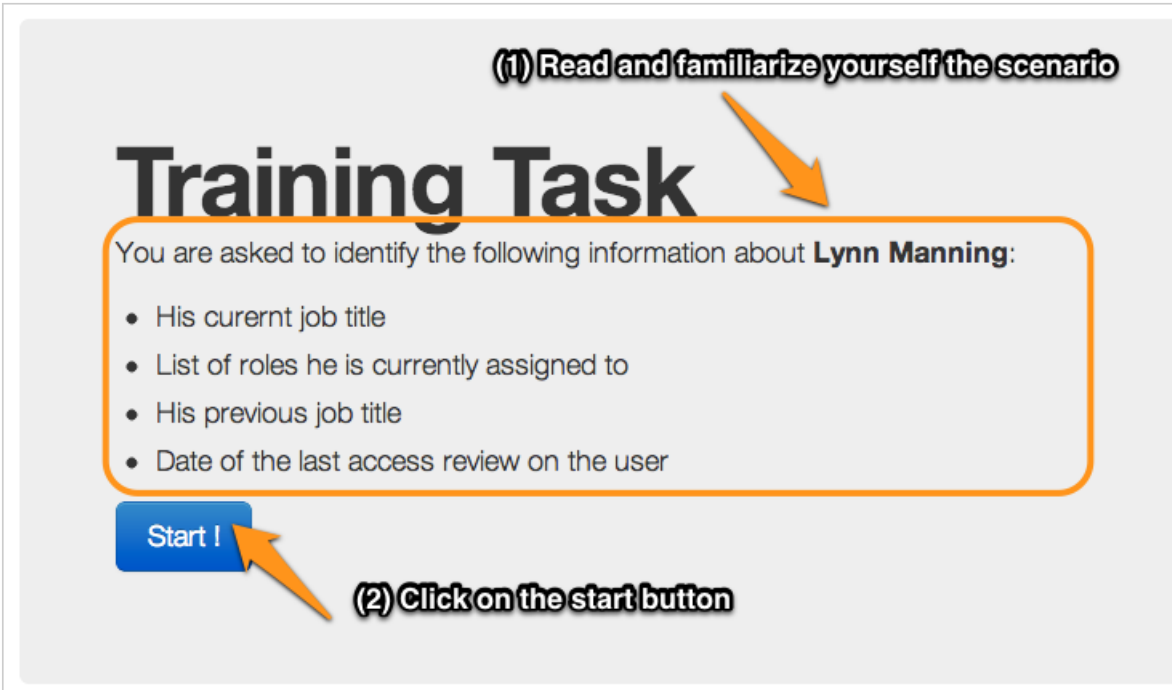 (1) Read and familiarize yourself the scenario
Training Task
You are asked to identify the following information about Lynn Manning:
• His curernt job title
• List of roles he is currently assigned to
• His previous job title
• Date of the last access review on the user
Start !
(2) Click on the start button